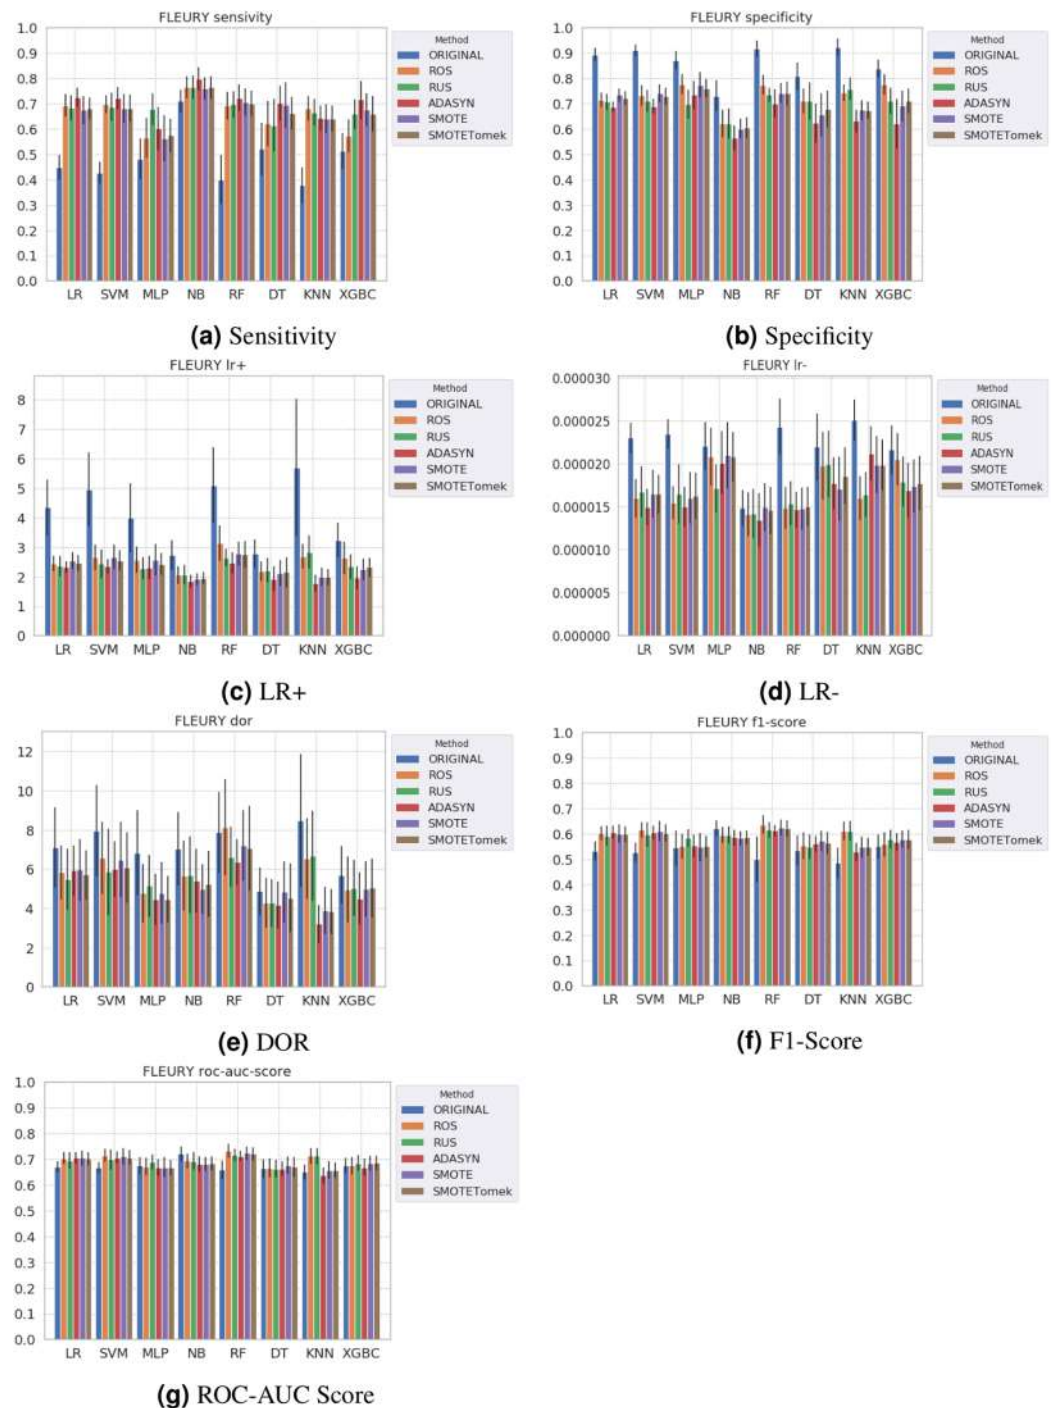 FLEURY sensivity
1.0
0.9
0.8
0.7
0.6
0.5
0.4
0.3
0.2
0.1
0.0
LR SVM MLP NB RF DT KNN XGBC
Method
ORIGINAL
ROS
RUS
ADASYN
SMOTE
SMOTETomek
(a) Sensitivity
FLEURY specificity
1.0
0.9
0.8
0.7
0.6
0.5
0.4
0.3
0.2
0.1
0.0
LR SVM MLP NB RF DT KNN XGBC
Method
ORIGINAL
ROS
RUS
ADASYN
SMOTE
SMOTETomek
(b) Specificity
FLEURY lr+
8
7
6
5
4
3
2
1
0
LR SVM MLP NB RF DT KNN XGBC
Method
ORIGINAL
ROS
RUS
ADASYN
SMOTE
SMOTETomek
(c) LR+
FLEURY lr-
0.000030
0.000025
0.000020
0.000015
0.000010
0.000005
0.000000
LR SVM MLP NB RF DT KNN XGBC
Method
ORIGINAL
ROS
RUS
ADASYN
SMOTE
SMOTETomek
(d) LR-
FLEURY dor
12
10
8
6
4
2
0
LR SVM MLP NB RF DT KNN XGBC
Method
ORIGINAL
ROS
RUS
ADASYN
SMOTE
SMOTETomek
(e) DOR
FLEURY f1-score
1.0
0.9
0.8
0.7
0.6
0.5
0.4
0.3
0.2
0.1
0.0
LR SVM MLP NB RF DT KNN XGBC
Method
ORIGINAL
ROS
RUS
ADASYN
SMOTE
SMOTETomek
(f) F1-Score
FLEURY roc-auc-score
1.0
0.9
0.8
0.7
0.6
0.5
0.4
0.3
0.2
0.1
0.0
LR SVM MLP NB RF DT KNN XGBC
Method
ORIGINAL
ROS
RUS
ADASYN
SMOTE
SMOTETomek
(g) ROC-AUC Score